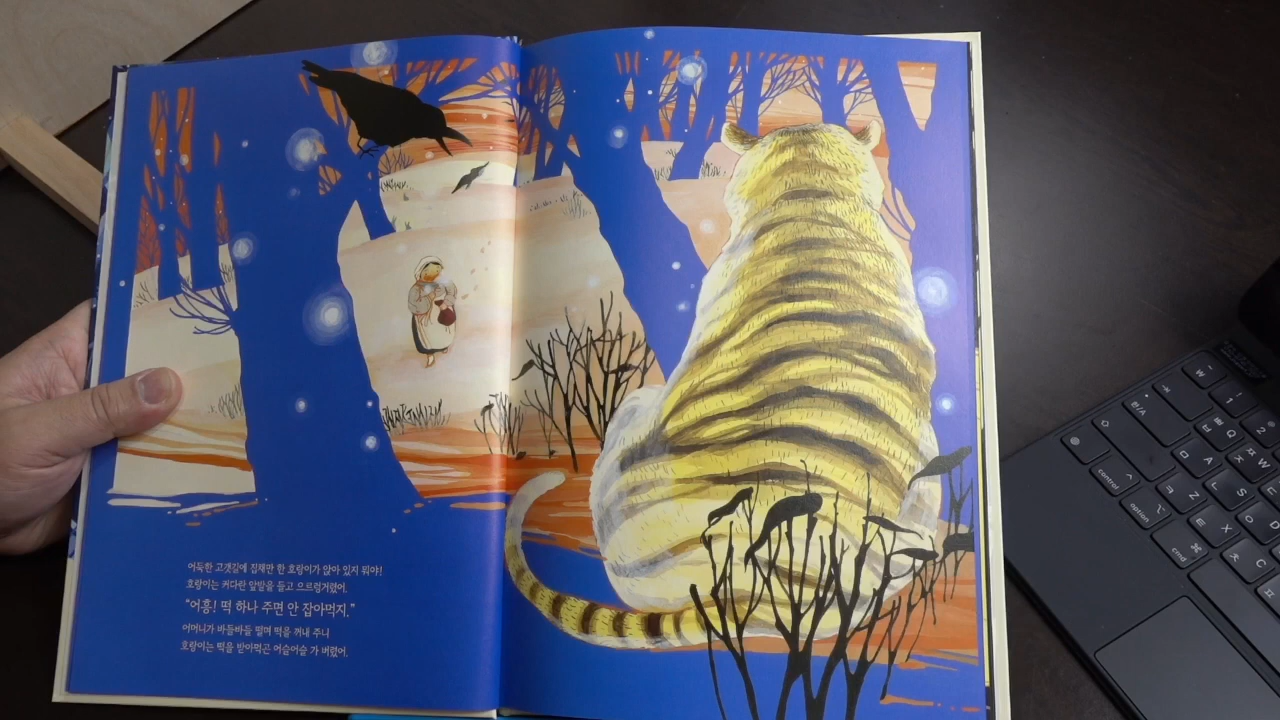 어둑한 고갯길에 집채만 한 호랑이가 앉아 있지 뭐야!
호랑이는 커다란 앞발을 들고 으르렁거렸어.
“어흥! 떡 하나 주면 안 잡아먹지.”
어머니가 바들바들 떨며 떡을 꺼내 주니
호랑이는 떡을 받아먹곤 어슬어슬 가 버렸어.
한/A
control
option
cmd